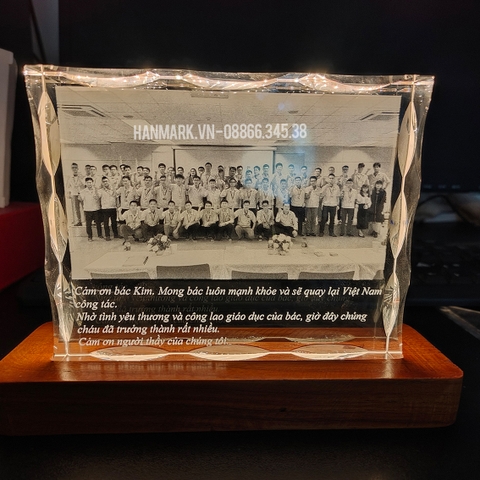 HANMARK.VN-08866.345.38
Cảm ơn bác Kim. Mong bác luôn mạnh khỏe và sẽ quay lại Việt Nam
công tác.
Nhờ tình yêu thương và công lao giáo dục của bác, giờ đây chúng
cháu đã trưởng thành rất nhiều.
Cảm ơn người thầy của chúng tôi.